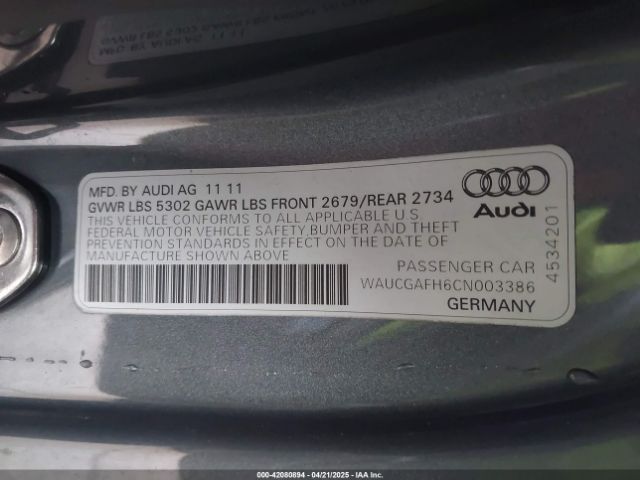 MFD. BY AUDI AG 11 11
GVWR LBS 5302 GAWR LBS FRONT 2679/REAR 2734
THIS VEHICLE CONFORMS TO ALL APPLICABLE U.S.
FEDERAL MOTOR VEHICLE SAFETY,BUMPER AND THEFT
PREVENTION STANDARDS IN EFFECT ON THE DATE OF
MANUFACTURE SHOWN ABOVE
PASSENGER CAR
WAUCGAFH6CN003386
GERMANY
Audi
4534201
000-42080894 - 04/21/2025 - IAA Inc.